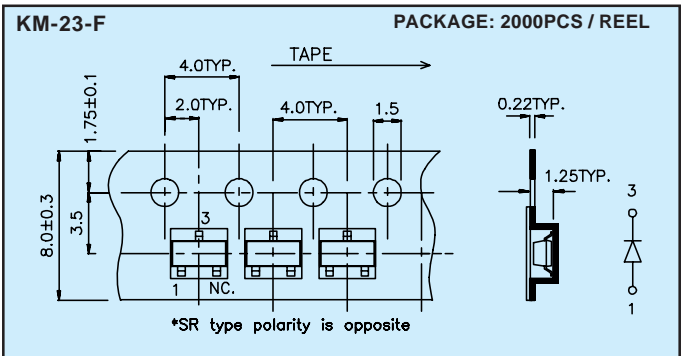 KM-23-F
PACKAGE: 2000PCS / REEL
TAPE
4.0TYP.
2.0TYP.
4.0TYP.
1.5
0.22TYP.
1.75±0.1
1.25TYP.
8.0±0.3
3.5
3
3
1
NC.
1
*SR type polarity is opposite